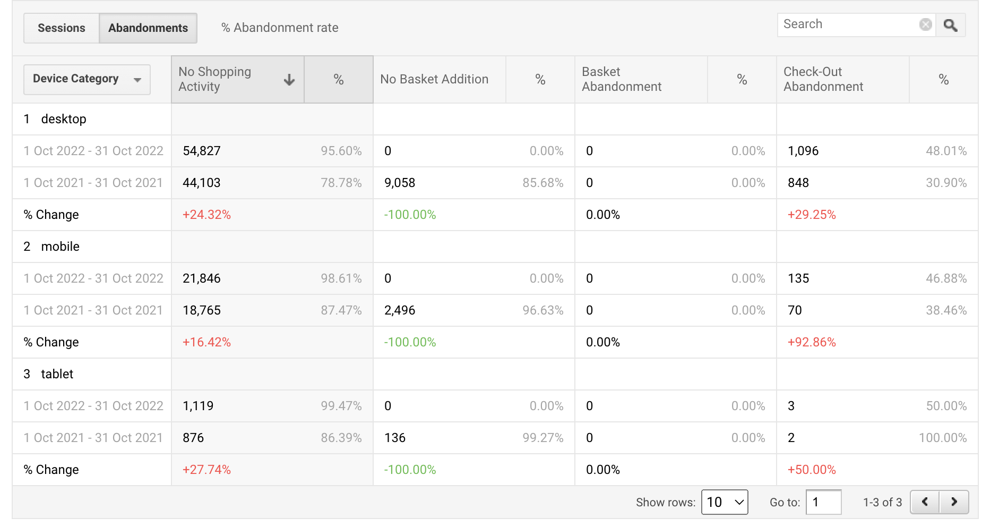 Sessions Abandonments % Abandonment rate Search
Device Category No Shopping Activity % No Basket Addition % Basket Abandonment % Check-Out Abandonment %
1 desktop
1 Oct 2022 - 31 Oct 2022 54,827 95.60% 0 0.00% 0 0.00% 1,096 48.01%
1 Oct 2021 - 31 Oct 2021 44,103 78.78% 9,058 85.68% 0 0.00% 848 30.90%
% Change +24.32% -100.00% 0.00% +29.25%
2 mobile
1 Oct 2022 - 31 Oct 2022 21,846 98.61% 0 0.00% 0 0.00% 135 46.88%
1 Oct 2021 - 31 Oct 2021 18,765 87.47% 2,496 96.63% 0 0.00% 70 38.46%
% Change +16.42% -100.00% 0.00% +92.86%
3 tablet
1 Oct 2022 - 31 Oct 2022 1,119 99.47% 0 0.00% 0 0.00% 3 50.00%
1 Oct 2021 - 31 Oct 2021 876 86.39% 136 99.27% 0 0.00% 2 100.00%
% Change +27.74% -100.00% 0.00% +50.00%
Show rows: 10 Go to: 1 1-3 of 3